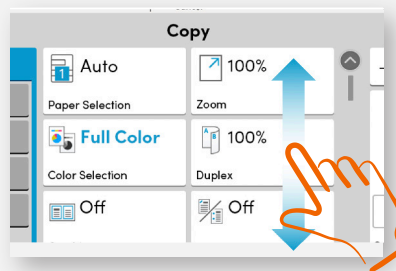 Copy
Auto
Paper Selection
100%
Zoom
Full Color
Color Selection
100%
Duplex
Off
Off